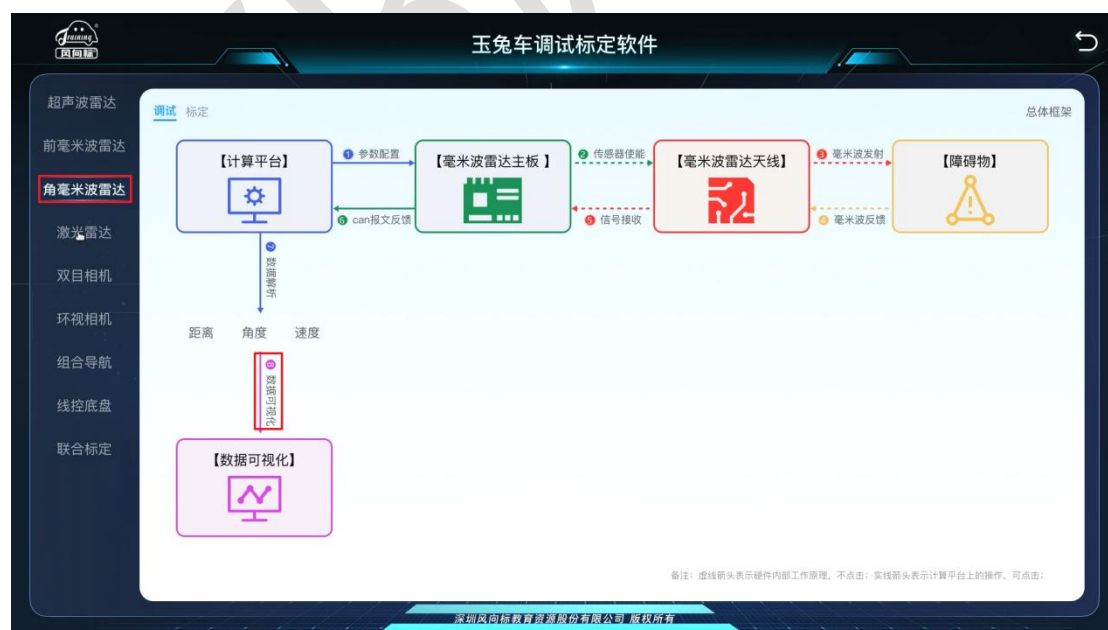 Training
风向标
玉兔车调试标定软件
超声波雷达
前毫米波雷达
角毫米波雷达
激光雷达
双目相机
环视相机
组合导航
线控底盘
联合标定
调试 标定
总体框架
【计算平台】
1 参数配置
【毫米波雷达主板 】
2 传感器使能
【毫米波雷达天线】
3 毫米波发射
【障碍物】
6 can报文反馈
5 信号接收
4 毫米波反馈
7 数据解析
距离 角度 速度
8 数据可视化
【数据可视化】
备注：虚线箭头表示硬件内部工作原理，不点击；实线箭头表示计算平台上的操作，可点击；
深圳风向标教育资源股份有限公司 版权所有